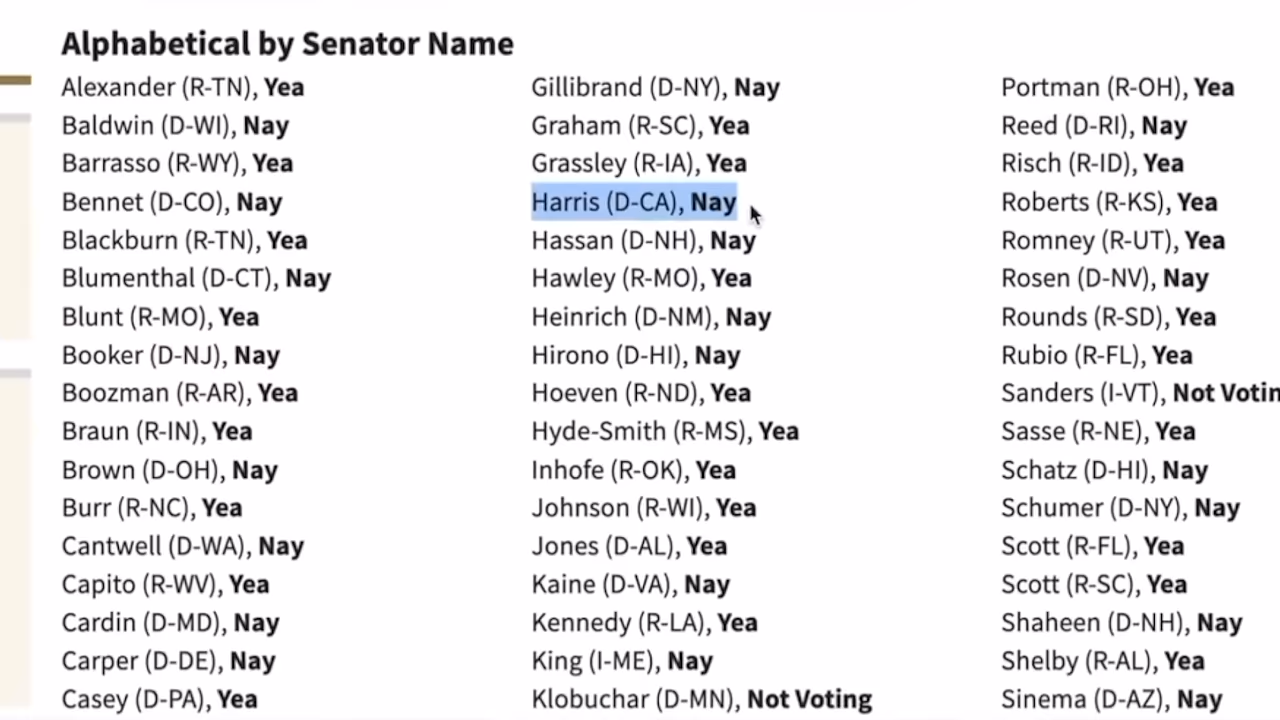 Alphabetical by Senator Name
Alexander (R-TN), Yea
Baldwin (D-WI), Nay
Barrasso (R-WY), Yea
Bennet (D-CO), Nay
Blackburn (R-TN), Yea
Blumenthal (D-CT), Nay
Blunt (R-MO), Yea
Booker (D-NJ), Nay
Boozman (R-AR), Yea
Braun (R-IN), Yea
Brown (D-OH), Nay
Burr (R-NC), Yea
Cantwell (D-WA), Nay
Capito (R-WV), Yea
Cardin (D-MD), Nay
Carper (D-DE), Nay
Casey (D-PA), Yea
Gillibrand (D-NY), Nay
Graham (R-SC), Yea
Grassley (R-IA), Yea
Harris (D-CA), Nay
Hassan (D-NH), Nay
Hawley (R-MO), Yea
Heinrich (D-NM), Nay
Hirono (D-HI), Nay
Hoeven (R-ND), Yea
Hyde-Smith (R-MS), Yea
Inhofe (R-OK), Yea
Johnson (R-WI), Yea
Jones (D-AL), Yea
Kaine (D-VA), Nay
Kennedy (R-LA), Yea
King (I-ME), Nay
Klobuchar (D-MN), Not Voting
Portman (R-OH), Yea
Reed (D-RI), Nay
Risch (R-ID), Yea
Roberts (R-KS), Yea
Romney (R-UT), Yea
Rosen (D-NV), Nay
Rounds (R-SD), Yea
Rubio (R-FL), Yea
Sanders (I-VT), Not Votin
Sasse (R-NE), Yea
Schatz (D-HI), Nay
Schumer (D-NY), Nay
Scott (R-FL), Yea
Scott (R-SC), Yea
Shaheen (D-NH), Nay
Shelby (R-AL), Yea
Sinema (D-AZ), Nay